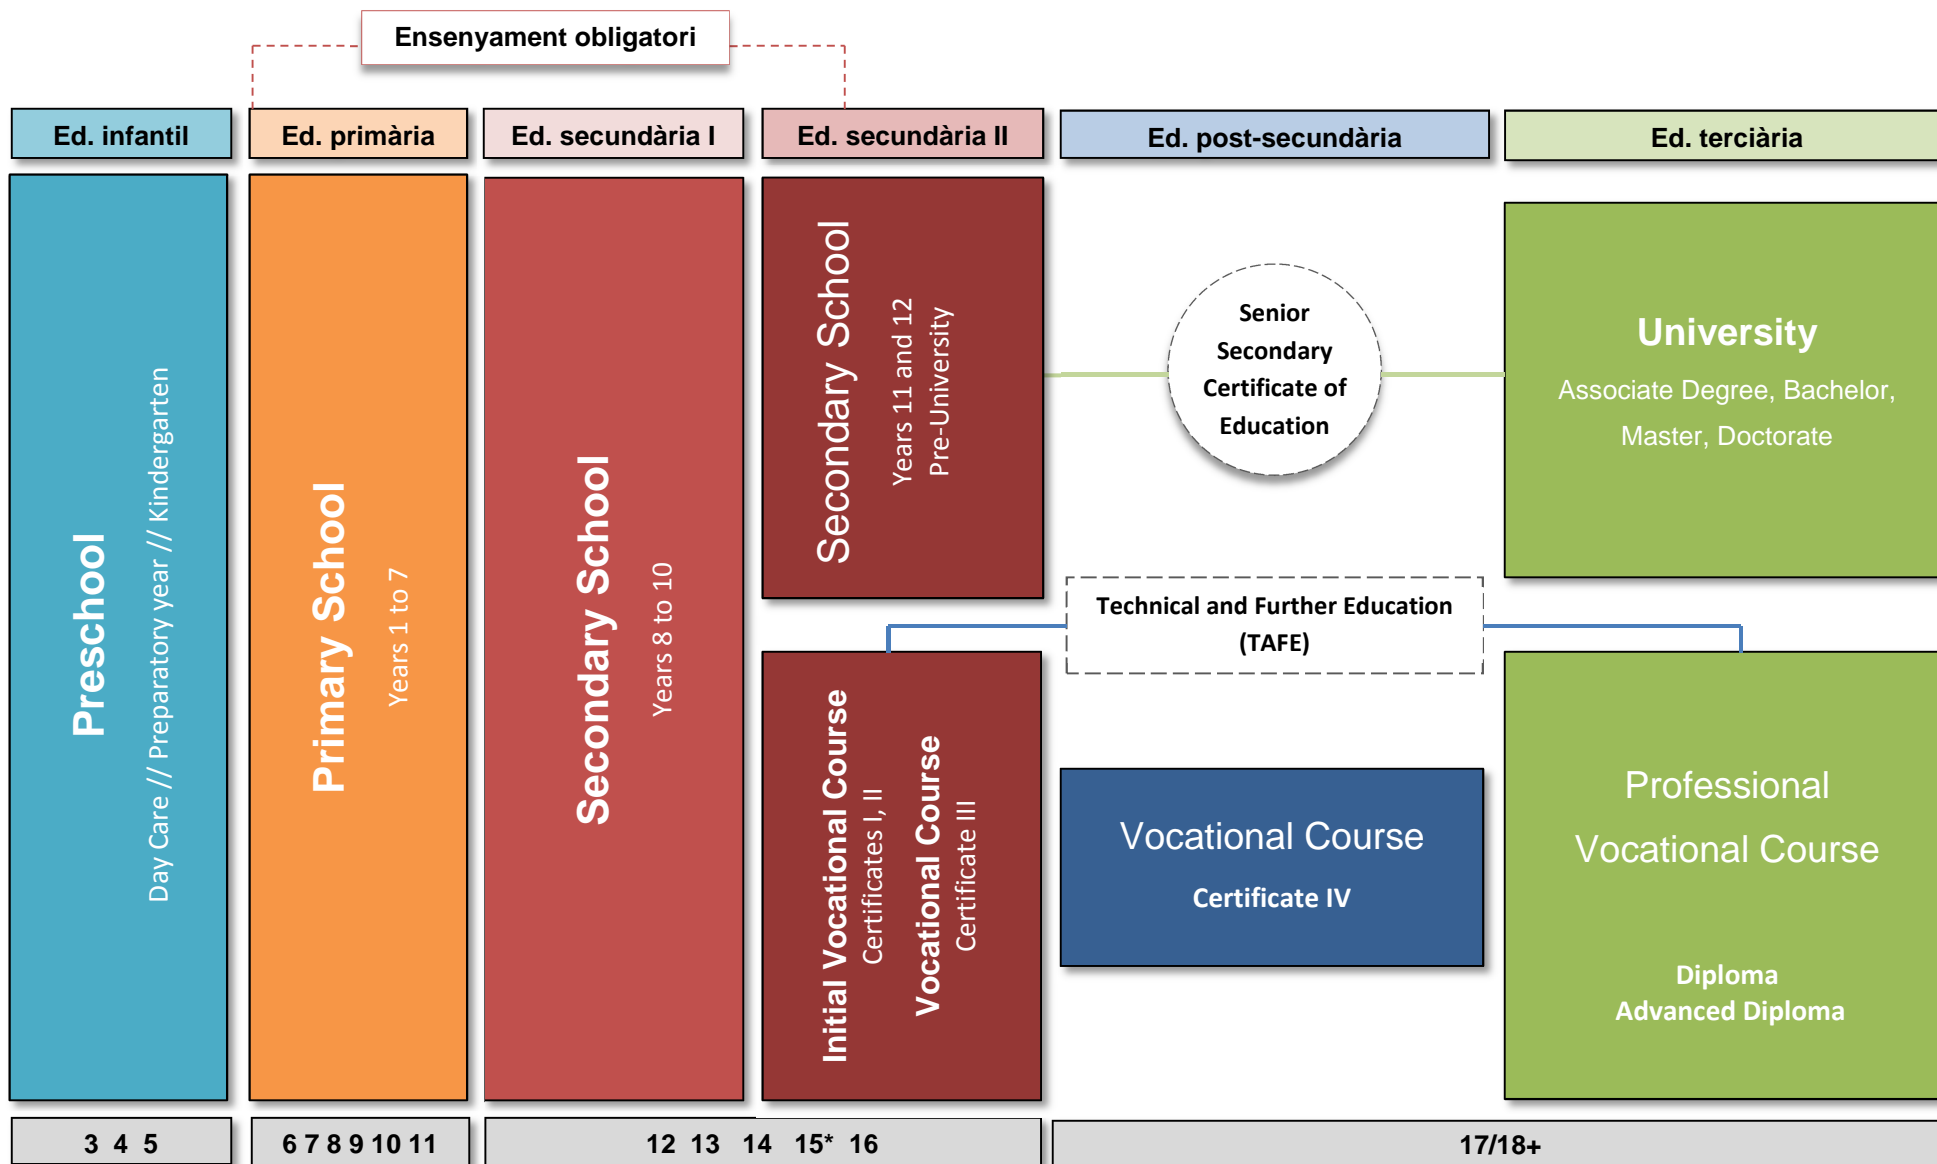 Ensenyament obligatori
Ed. infantil
Ed. primària
Ed. secundària I
Ed. secundària II
Ed. post-secundària
Ed. terciària
Preschool
Day Care // Preparatory year // Kindergarten
Primary School
Years 1 to 7
Secondary School
Years 8 to 10
Secondary School
Years 11 and 12
Pre-University
Senior
Secondary
Certificate of
Education
University
Associate Degree, Bachelor,
Master, Doctorate
Technical and Further Education
(TAFE)
Initial Vocational Course
Certificates I, II
Vocational Course
Certificate III
Vocational Course
Certificate IV
Professional
Vocational Course
Diploma
Advanced Diploma
3 4 5
6 7 8 9 10 11
12 13 14 15* 16
17/18+